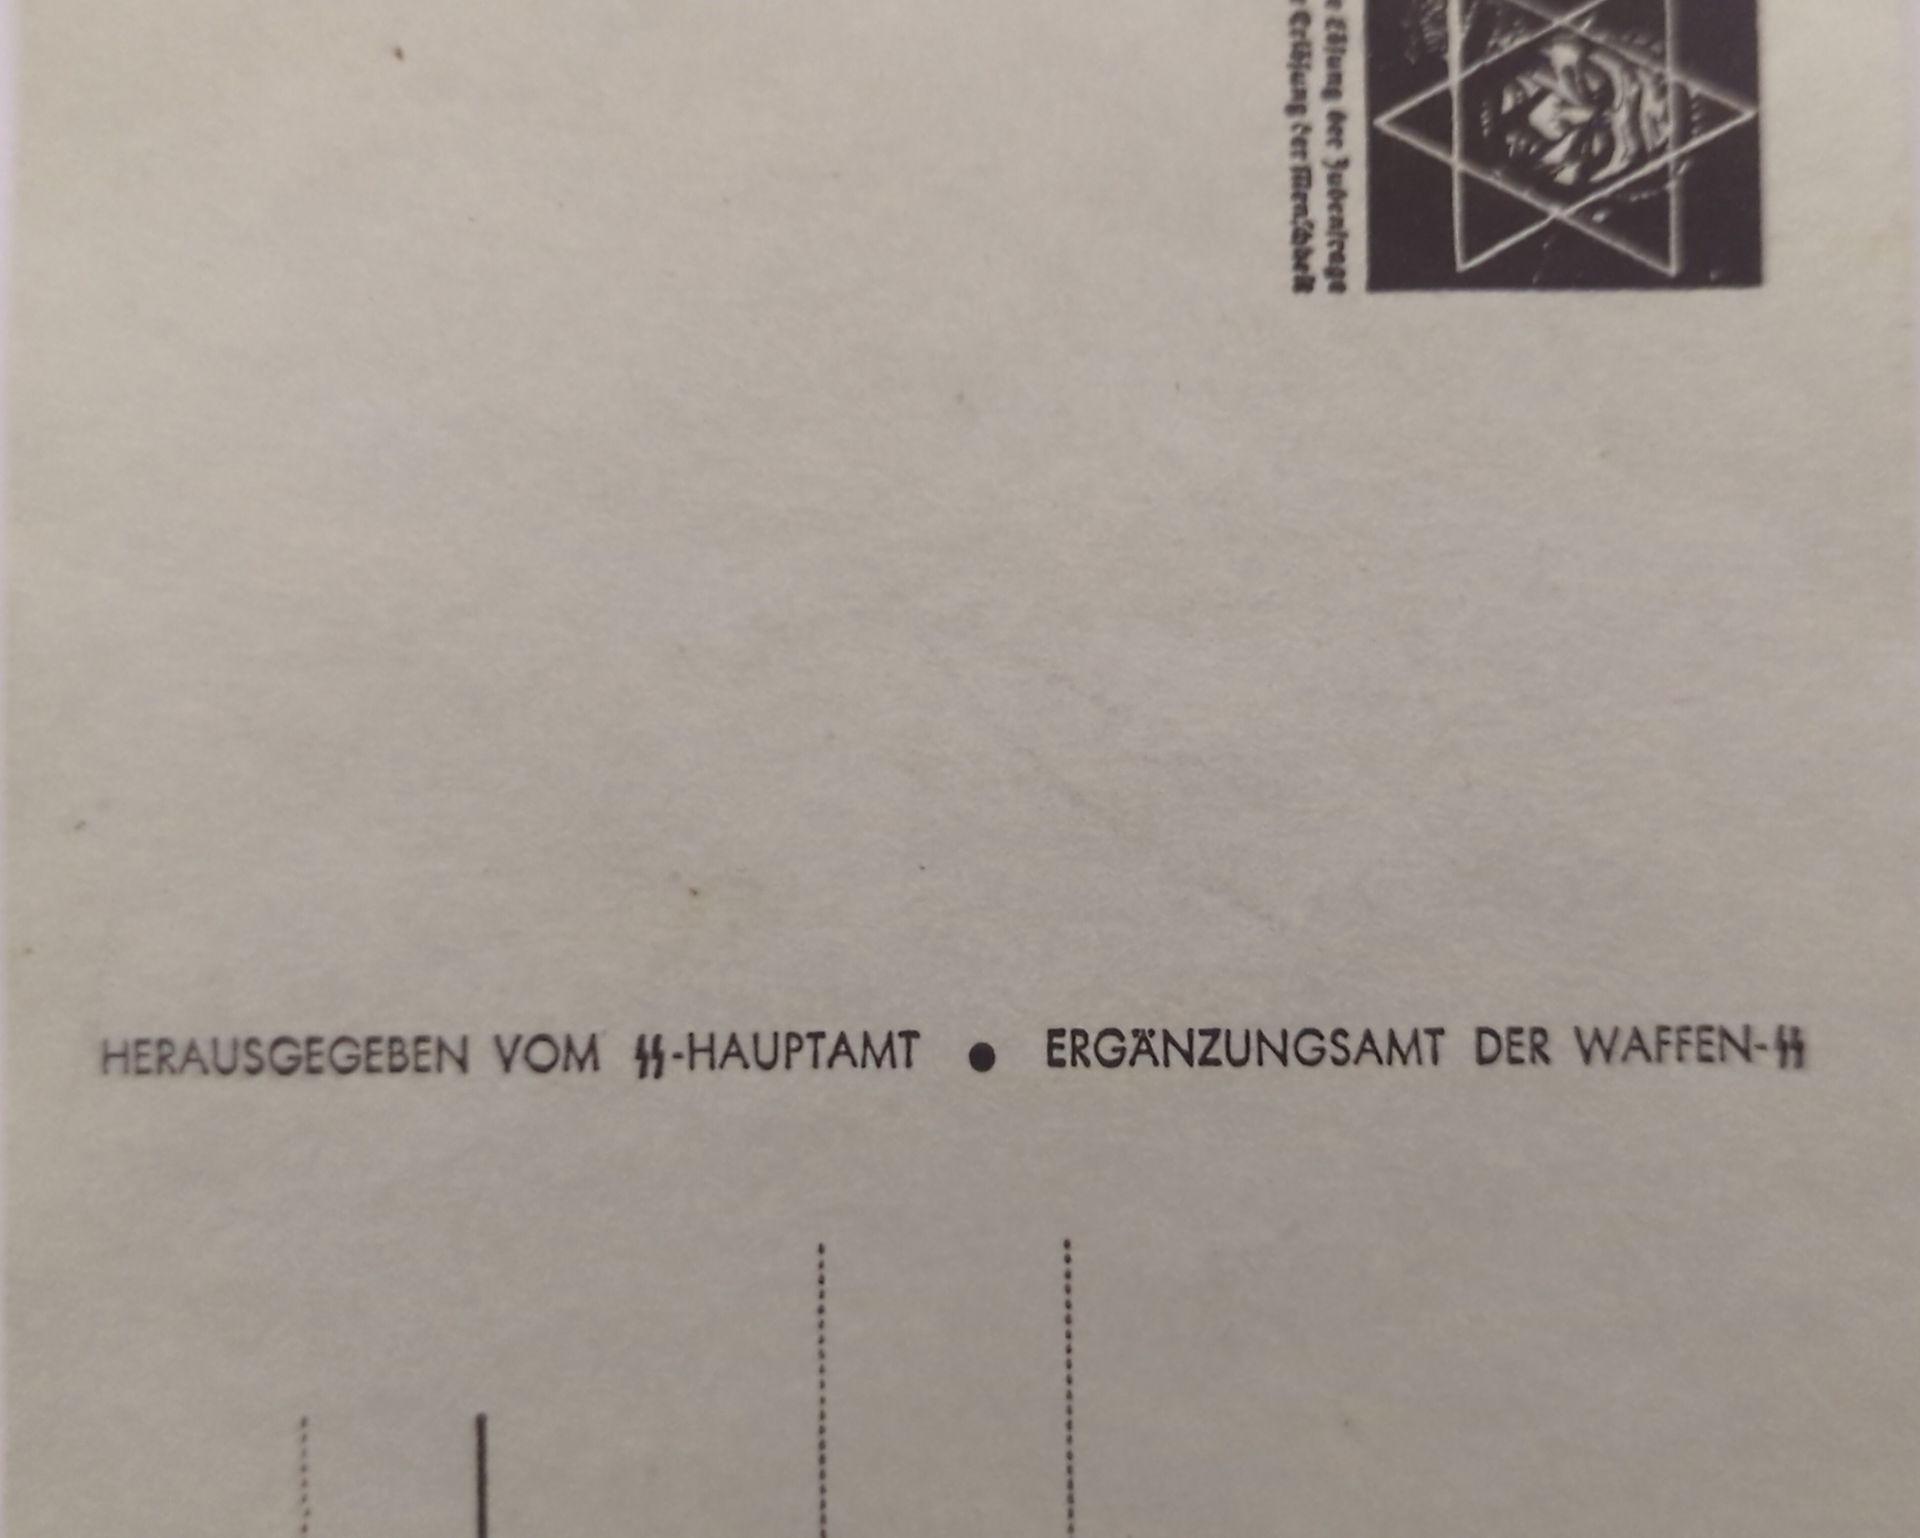 Lösung der Judenfrage
Erlösung der Menschheit
HERAUSGEGEBEN VOM ᛋᛋ-HAUPTAMT ● ERGÄNZUNGSAMT DER WAFFEN-ᛋᛋ